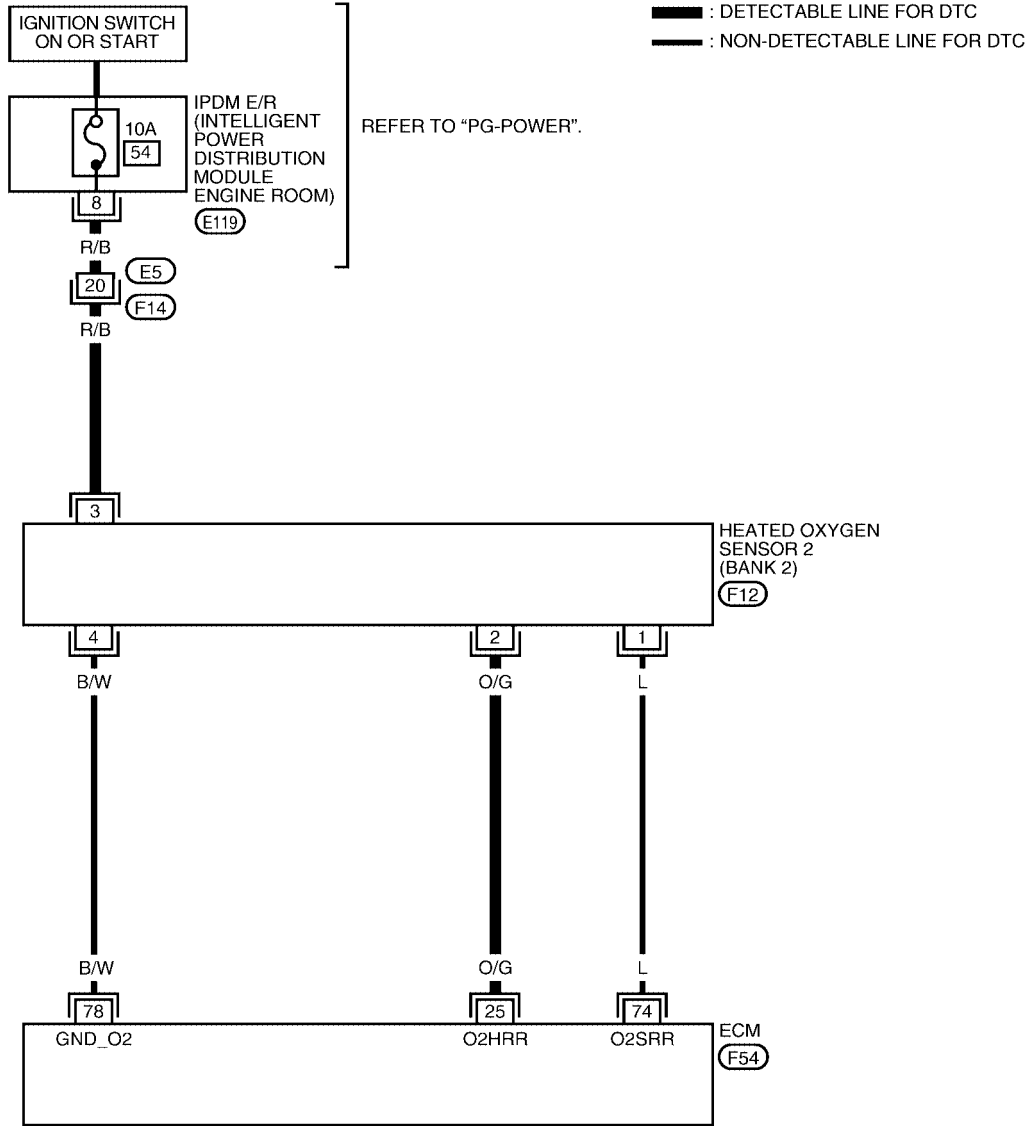 IGNITION SWITCH
ON OR START
: DETECTABLE LINE FOR DTC
: NON-DETECTABLE LINE FOR DTC
10A
54
IPDM E/R
(INTELLIGENT
POWER
DISTRIBUTION
MODULE
ENGINE ROOM)
E119
REFER TO “PG-POWER”.
8
R/B
20
E5
F14
R/B
3
HEATED OXYGEN
SENSOR 2
(BANK 2)
F12
4
2
1
B/W
O/G
L
B/W
O/G
L
78
25
74
GND_O2
O2HRR
O2SRR
ECM
F54